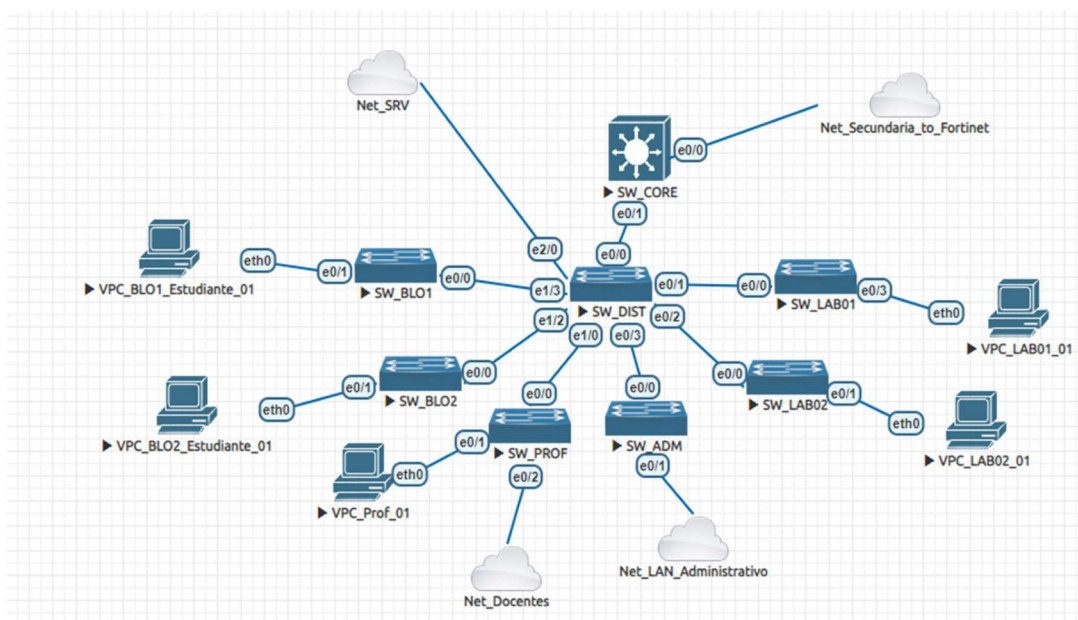 Net_SRV
Net_Secundaria_to_Fortinet
e0/0
SW_CORE
e0/1
e2/0
e0/0
eth0
e0/1
SW_BLO1
e0/0
VPC_BLO1_Estudiante_01
e1/3
SW_DIST
e0/1
e0/0
SW_LAB01
e0/3
eth0
VPC_LAB01_01
e1/2
e1/0
e0/3
e0/2
eth0
e0/1
SW_BLO2
e0/0
VPC_BLO2_Estudiante_01
e0/0
SW_PROF
e0/1
eth0
VPC_Prof_01
e0/2
Net_Docentes
e0/0
SW_ADM
e0/1
Net_LAN_Administrativo
e0/0
SW_LAB02
e0/1
eth0
VPC_LAB02_01